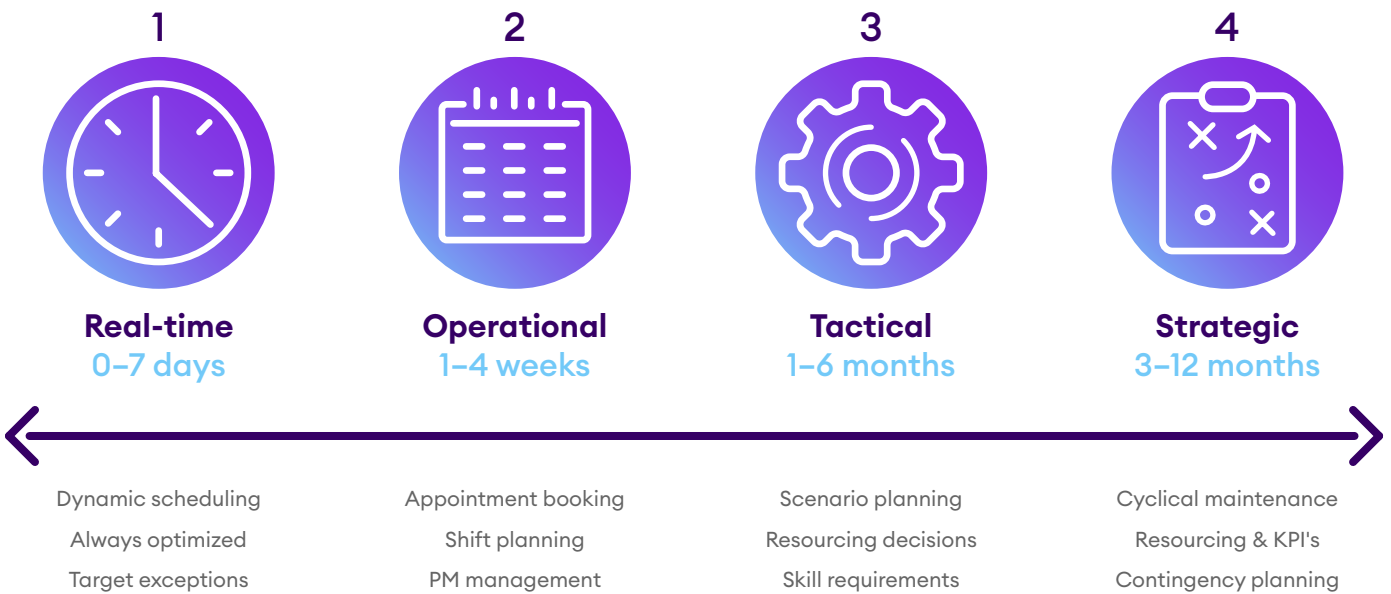 1
2
3
4
Real-time
0–7 days
Operational
1–4 weeks
Tactical
1–6 months
Strategic
3–12 months
Dynamic scheduling
Always optimized
Target exceptions
Appointment booking
Shift planning
PM management
Scenario planning
Resourcing decisions
Skill requirements
Cyclical maintenance
Resourcing & KPI's
Contingency planning